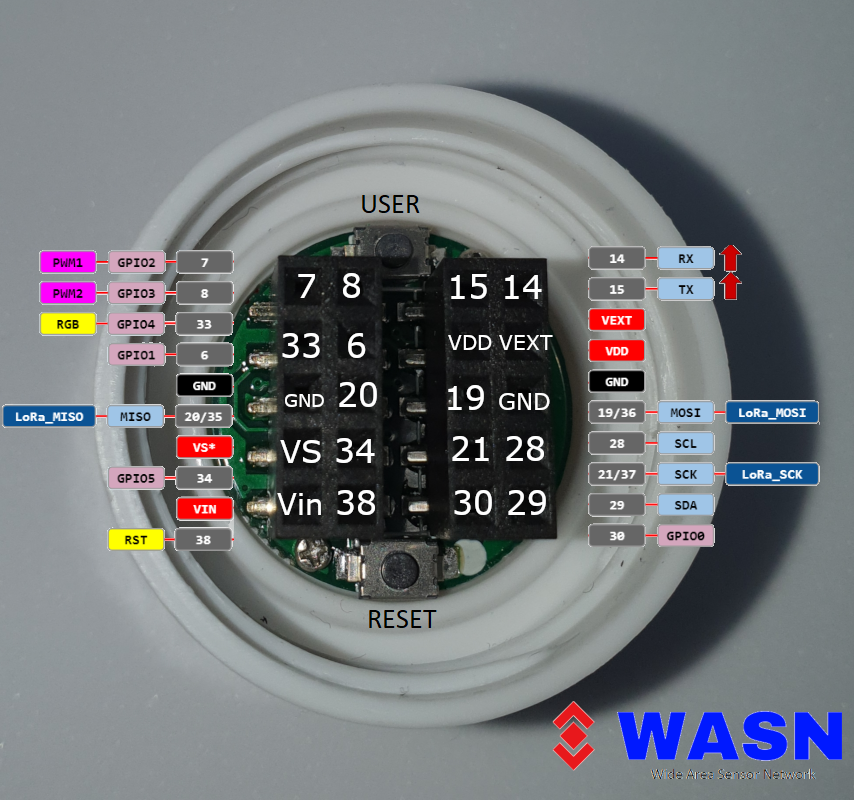 USER
PWM1 GPIO2 7
PWM2 GPIO3 8
RGB GPIO4 33
GPIO1 6
GND
LoRa_MISO MISO 20/35
VS*
GPIO5 34
VIN
RST 38
7 8
33 6
GND 20
VS 34
Vin 38
15 14
VDD VEXT
19 GND
21 28
30 29
14 RX
15 TX
VEXT
VDD
GND
19/36 MOSI LoRa_MOSI
28 SCL
21/37 SCK LoRa_SCK
29 SDA
30 GPIO0
RESET
WASN
Wide Area Sensor Network